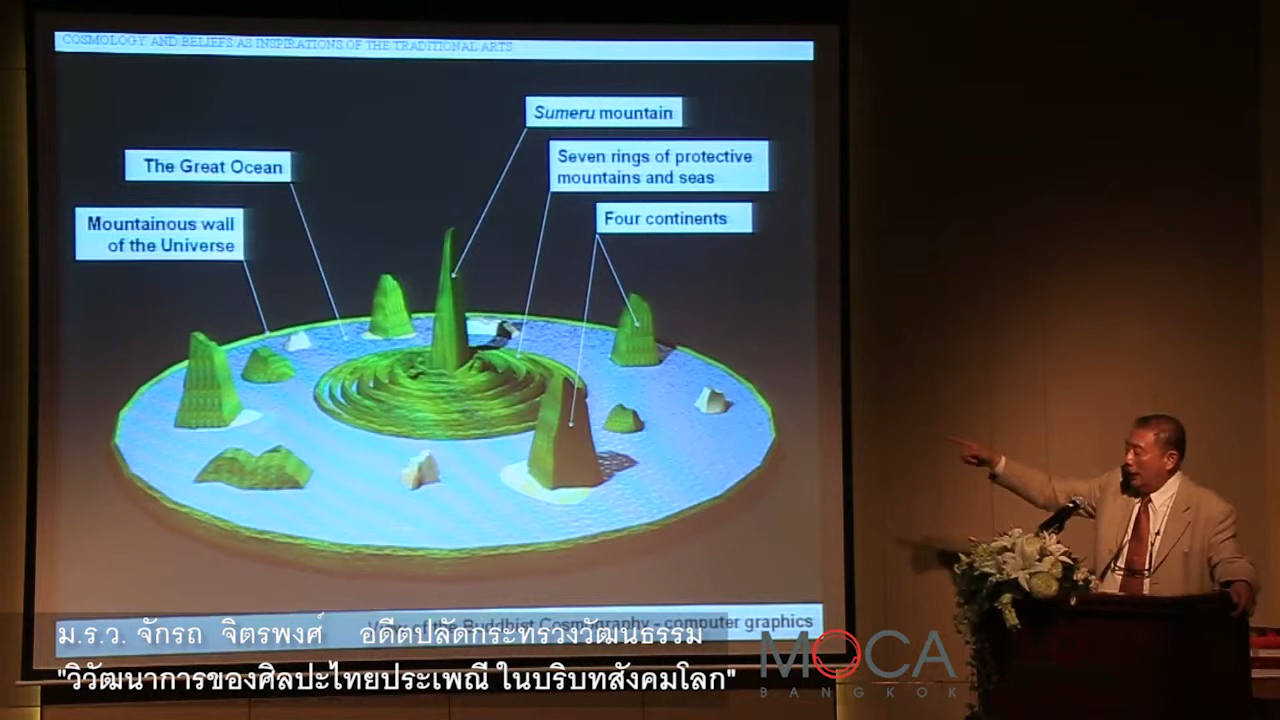 COSMOLOGY AND BELIEFS AS INSPIRATIONS OF THE TRADITIONAL ARTS
Sumeru mountain
Seven rings of protective
mountains and seas
The Great Ocean
Four continents
Mountainous wall
of the Universe
View of the Buddhist Cosmography - computer graphics
ม.ร.ว. จักรถ จิตรพงศ์ อดีตปลัดกระทรวงวัฒนธรรม
"วิวัฒนาการของศิลปะไทยประเพณี ในบริบทสังคมโลก"
MOCA
BANGKOK